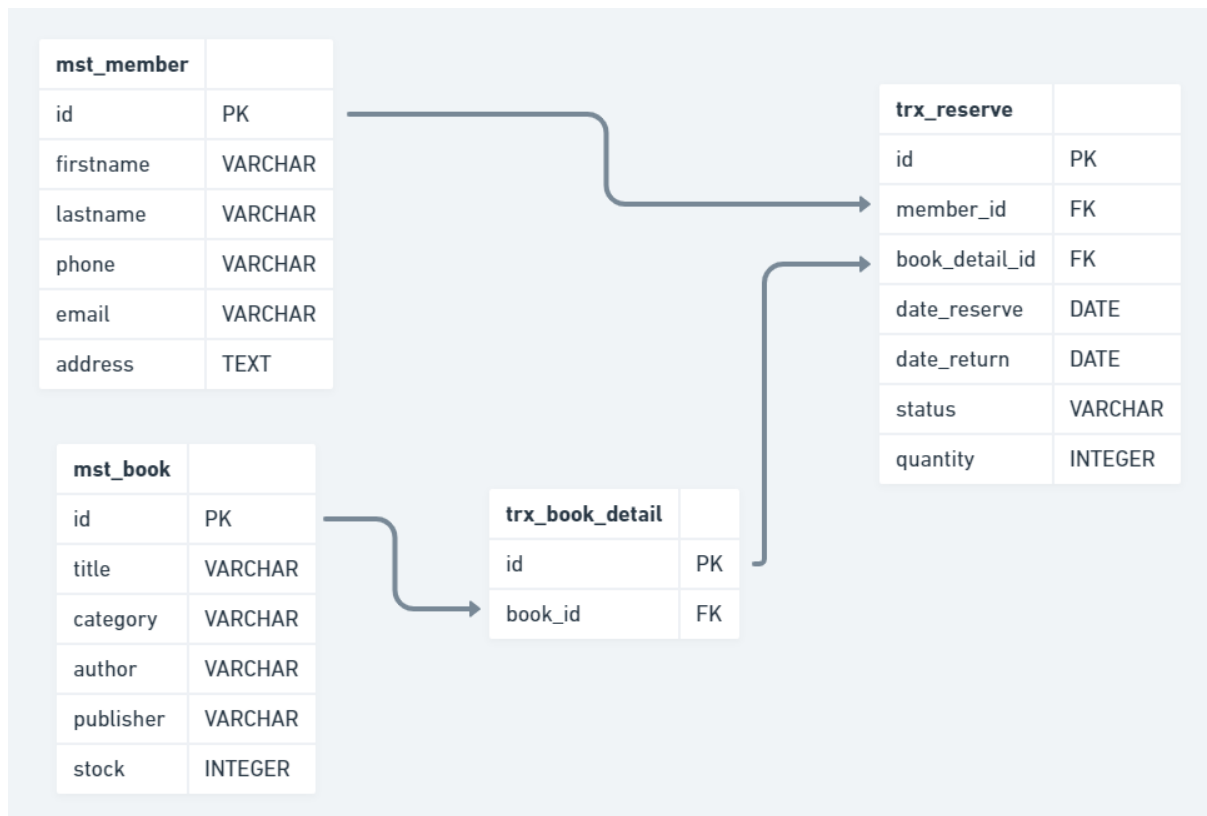 mst_member
id PK
firstname VARCHAR
lastname VARCHAR
phone VARCHAR
email VARCHAR
address TEXT
trx_reserve
id PK
member_id FK
book_detail_id FK
date_reserve DATE
date_return DATE
status VARCHAR
quantity INTEGER
mst_book
id PK
title VARCHAR
category VARCHAR
author VARCHAR
publisher VARCHAR
stock INTEGER
trx_book_detail
id PK
book_id FK